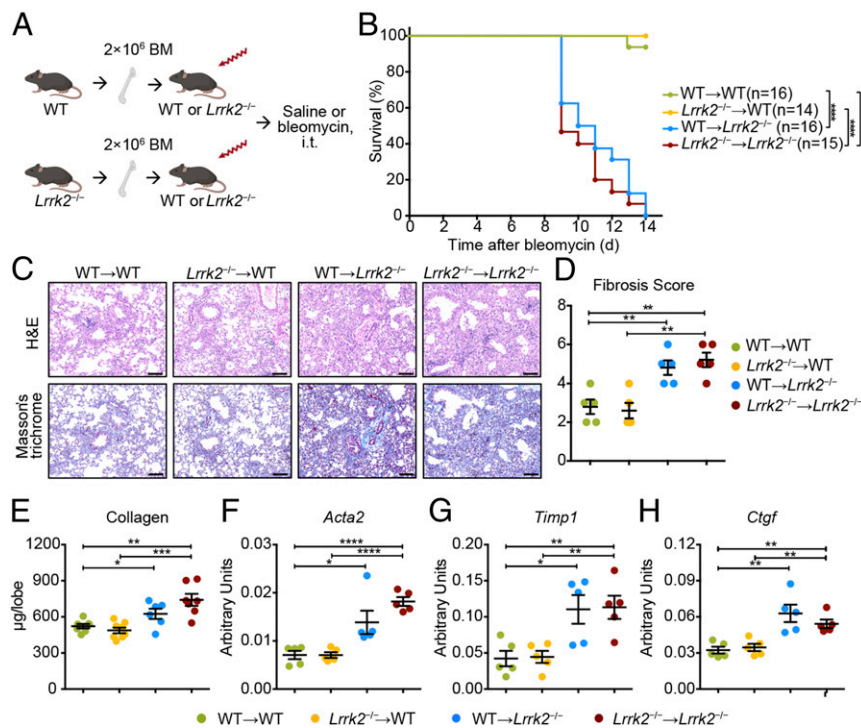 A
2×10⁶ BM
WT
WT or Lrrk2⁻/⁻
2×10⁶ BM
Lrrk2⁻/⁻
WT or Lrrk2⁻/⁻
Saline or
bleomycin,
i.t.
B
Survival (%)
100
80
60
40
20
0
0 2 4 6 8 10 12 14
Time after bleomycin (d)
WT→WT(n=16)
Lrrk2⁻/⁻→WT(n=14)
WT→Lrrk2⁻/⁻ (n=16)
Lrrk2⁻/⁻→Lrrk2⁻/⁻ (n=15)
****
****
C
WT→WT
Lrrk2⁻/⁻→WT
WT→Lrrk2⁻/⁻
Lrrk2⁻/⁻→Lrrk2⁻/⁻
H&E
Masson's
trichrome
D
Fibrosis Score
**
**
**
8
6
4
2
0
WT→WT
Lrrk2⁻/⁻→WT
WT→Lrrk2⁻/⁻
Lrrk2⁻/⁻→Lrrk2⁻/⁻
E
Collagen
µg/lobe
**
***
*
1200
900
600
300
0
F
Acta2
Arbitrary Units
****
****
*
0.03
0.02
0.01
0.00
G
Timp1
Arbitrary Units
**
**
*
0.20
0.15
0.10
0.05
0.00
H
Ctgf
Arbitrary Units
**
**
**
0.12
0.09
0.06
0.03
0.00
WT→WT
Lrrk2⁻/⁻→WT
WT→Lrrk2⁻/⁻
Lrrk2⁻/⁻→Lrrk2⁻/⁻